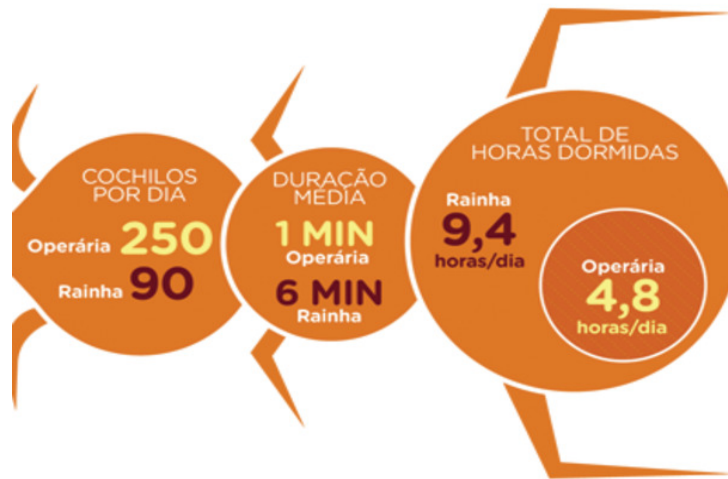 COCHILOS
POR DIA
Operária 250
Rainha 90
DURAÇÃO
MÉDIA
1 MIN
Operária
6 MIN
Rainha
TOTAL DE
HORAS DORMIDAS
Rainha
9,4
horas/dia
Operária
4,8
horas/dia